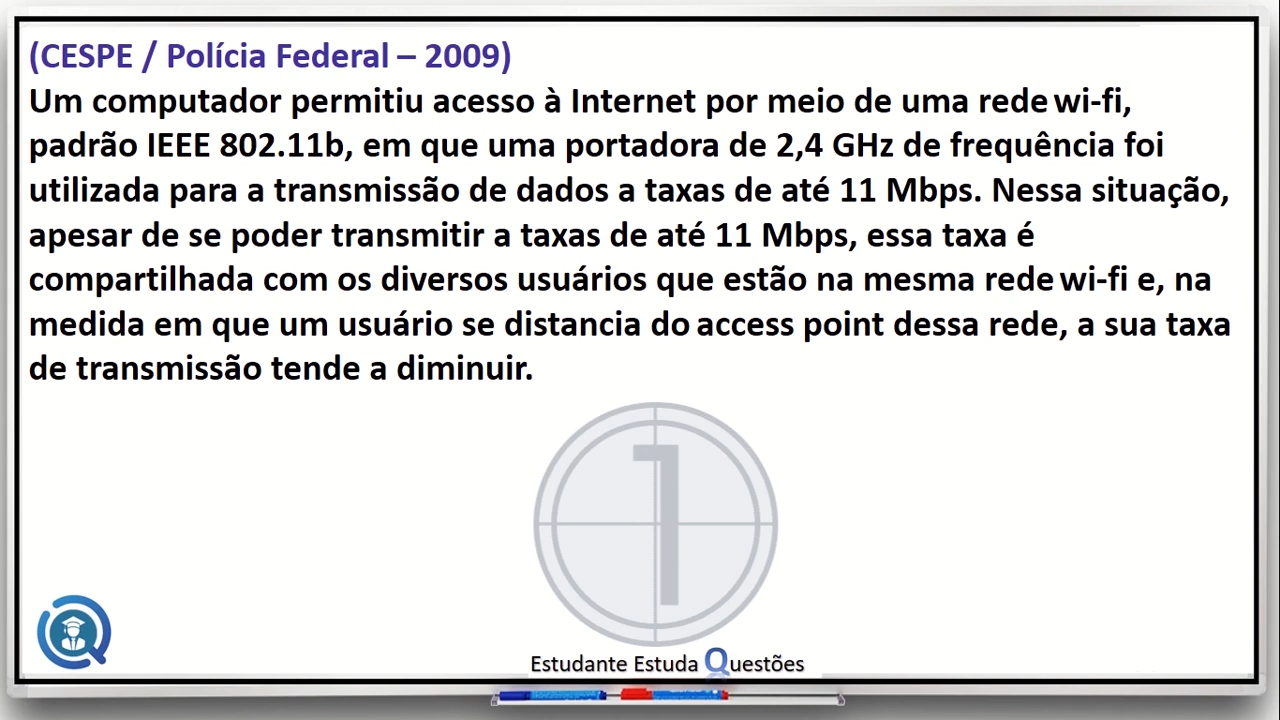 (CESPE / Polícia Federal – 2009)
Um computador permitiu acesso à Internet por meio de uma rede wi-fi,
padrão IEEE 802.11b, em que uma portadora de 2,4 GHz de frequência foi
utilizada para a transmissão de dados a taxas de até 11 Mbps. Nessa situação,
apesar de se poder transmitir a taxas de até 11 Mbps, essa taxa é
compartilhada com os diversos usuários que estão na mesma rede wi-fi e, na
medida em que um usuário se distancia do access point dessa rede, a sua taxa
de transmissão tende a diminuir.
1
Estudante Estuda Questões